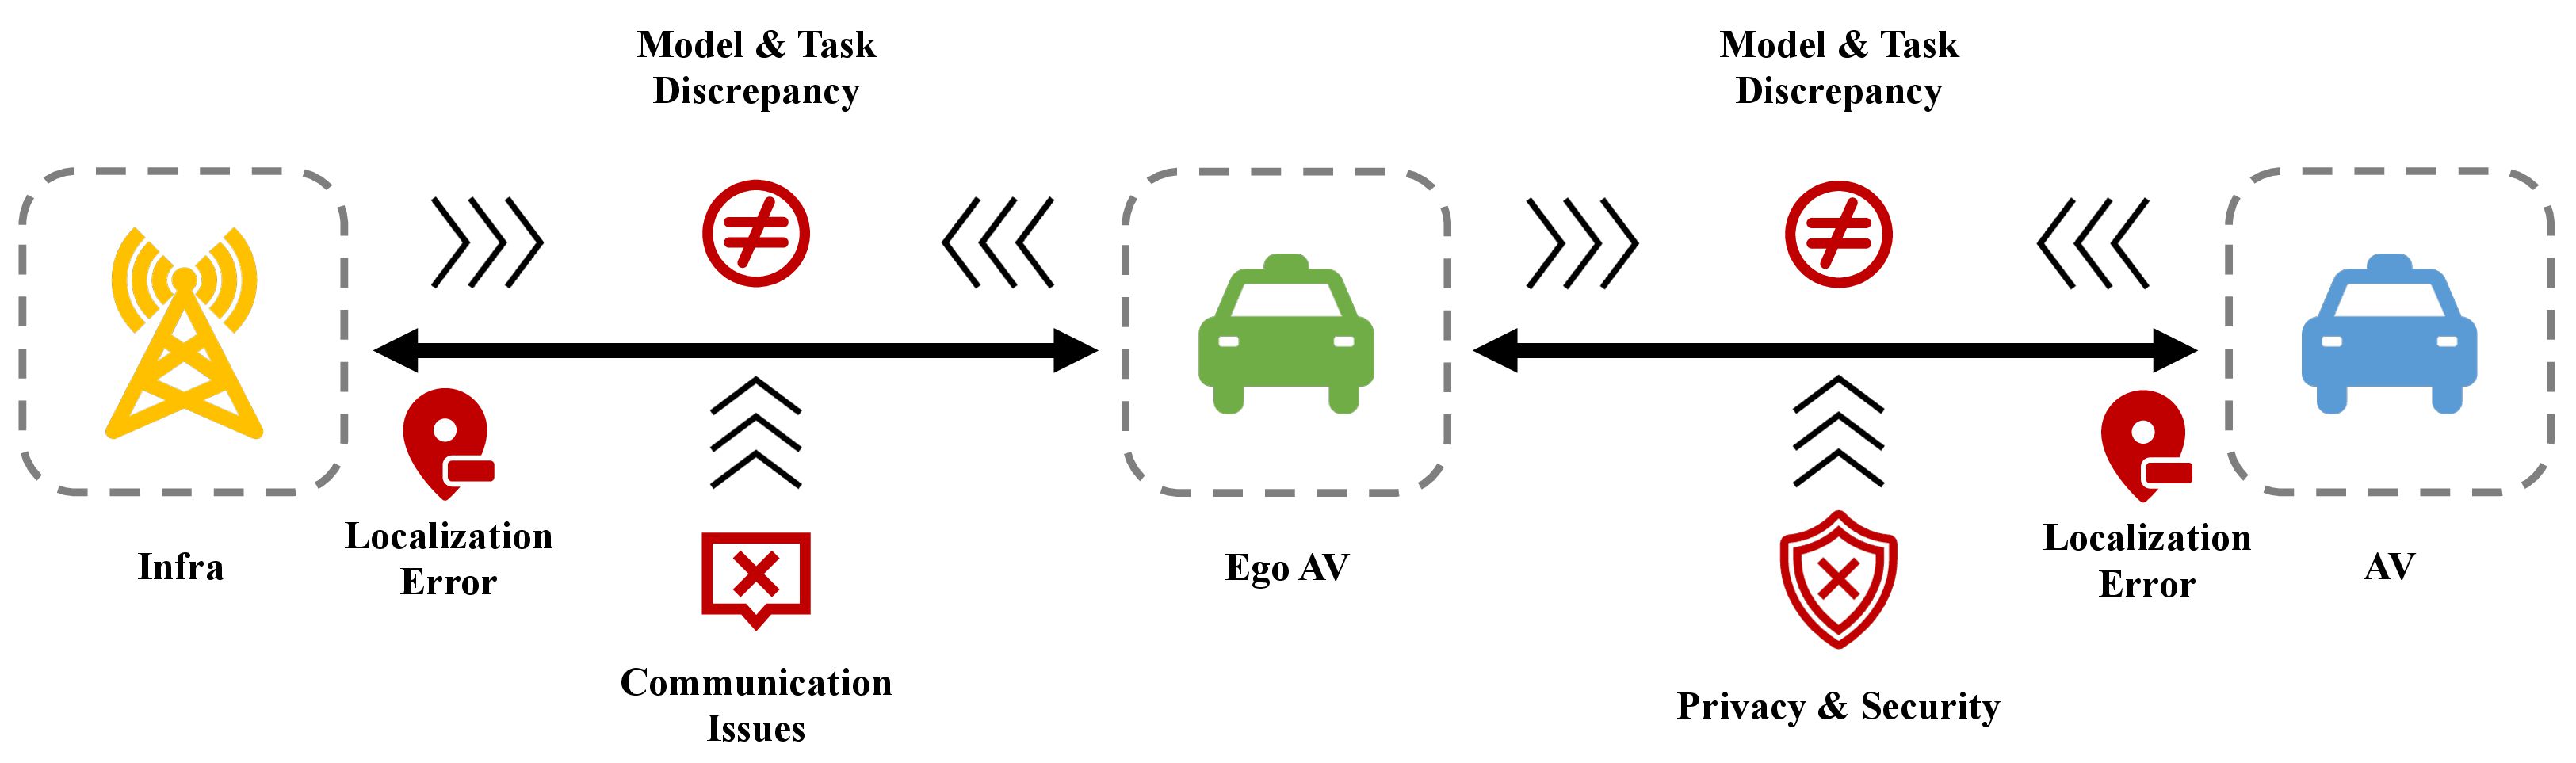 Model & Task
Discrepancy
Model & Task
Discrepancy
Localization
Error
Localization
Error
Infra
Ego AV
AV
Communication
Issues
Privacy & Security